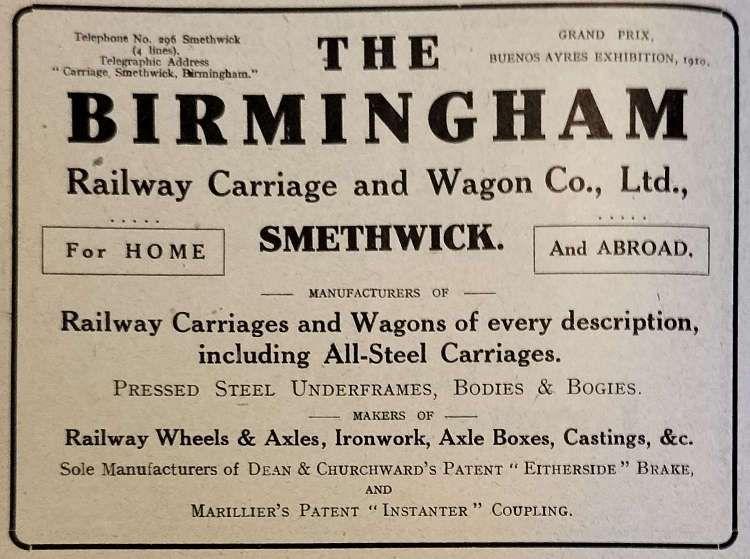 Telephone No. 296 Smethwick
(4 lines).
Telegraphic Address
"Carriage, Smethwick, Birmingham."
GRAND PRIX,
BUENOS AYRES EXHIBITION, 1910.
THE
BIRMINGHAM
Railway Carriage and Wagon Co., Ltd.,
For HOME
SMETHWICK.
And ABROAD.
MANUFACTURERS OF
Railway Carriages and Wagons of every description,
including All-Steel Carriages.
PRESSED STEEL UNDERFRAMES, BODIES & BOGIES.
MAKERS OF
Railway Wheels & Axles, Ironwork, Axle Boxes, Castings, &c.
Sole Manufacturers of DEAN & CHURCHWARD'S PATENT "EITHERSIDE" BRAKE,
AND
MARILLIER'S PATENT "INSTANTER" COUPLING.